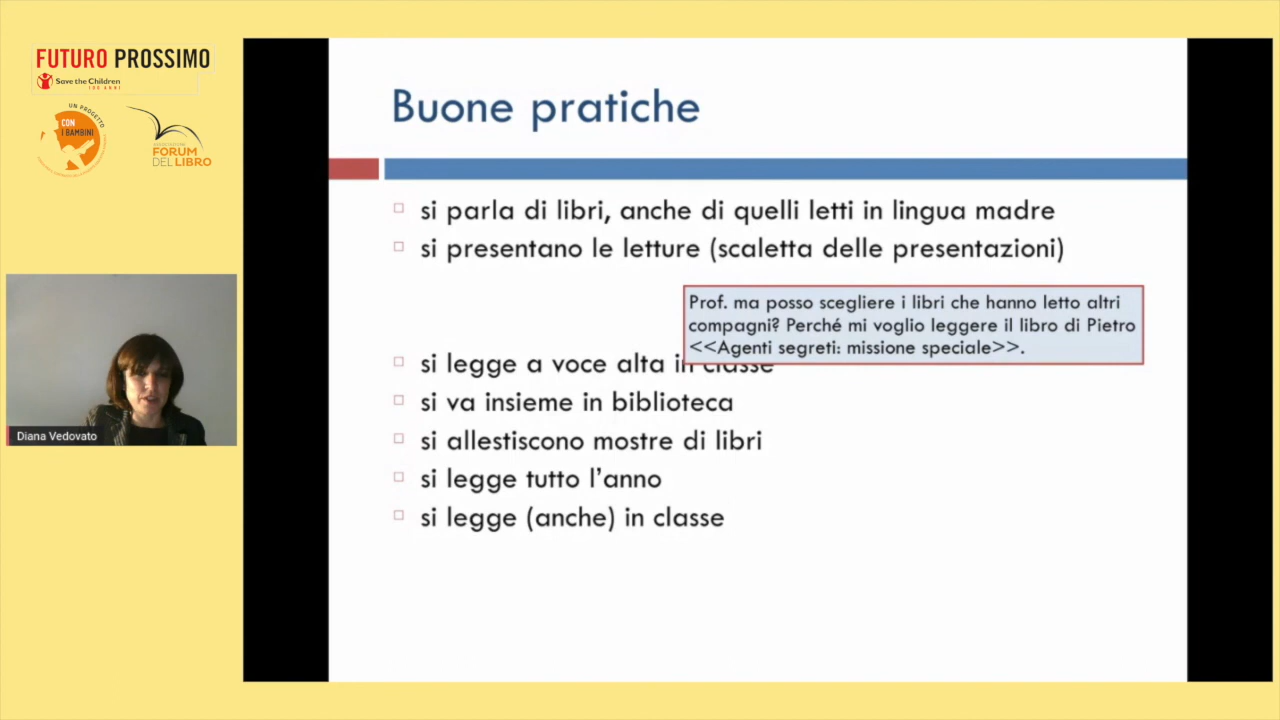 FUTURO PROSSIMO
Save the Children
100 ANNI
UN PROGETTO
CON
I BAMBINI
ASSOCIAZIONE
FORUM
DEL LIBRO
Diana Vedovato
Buone pratiche
si parla di libri, anche di quelli letti in lingua madre
si presentano le letture (scaletta delle presentazioni)
Prof. ma posso scegliere i libri che hanno letto altri
compagni? Perché mi voglio leggere il libro di Pietro
<<Agenti segreti: missione speciale>>.
si legge a voce alta in classe
si va insieme in biblioteca
si allestiscono mostre di libri
si legge tutto l'anno
si legge (anche) in classe